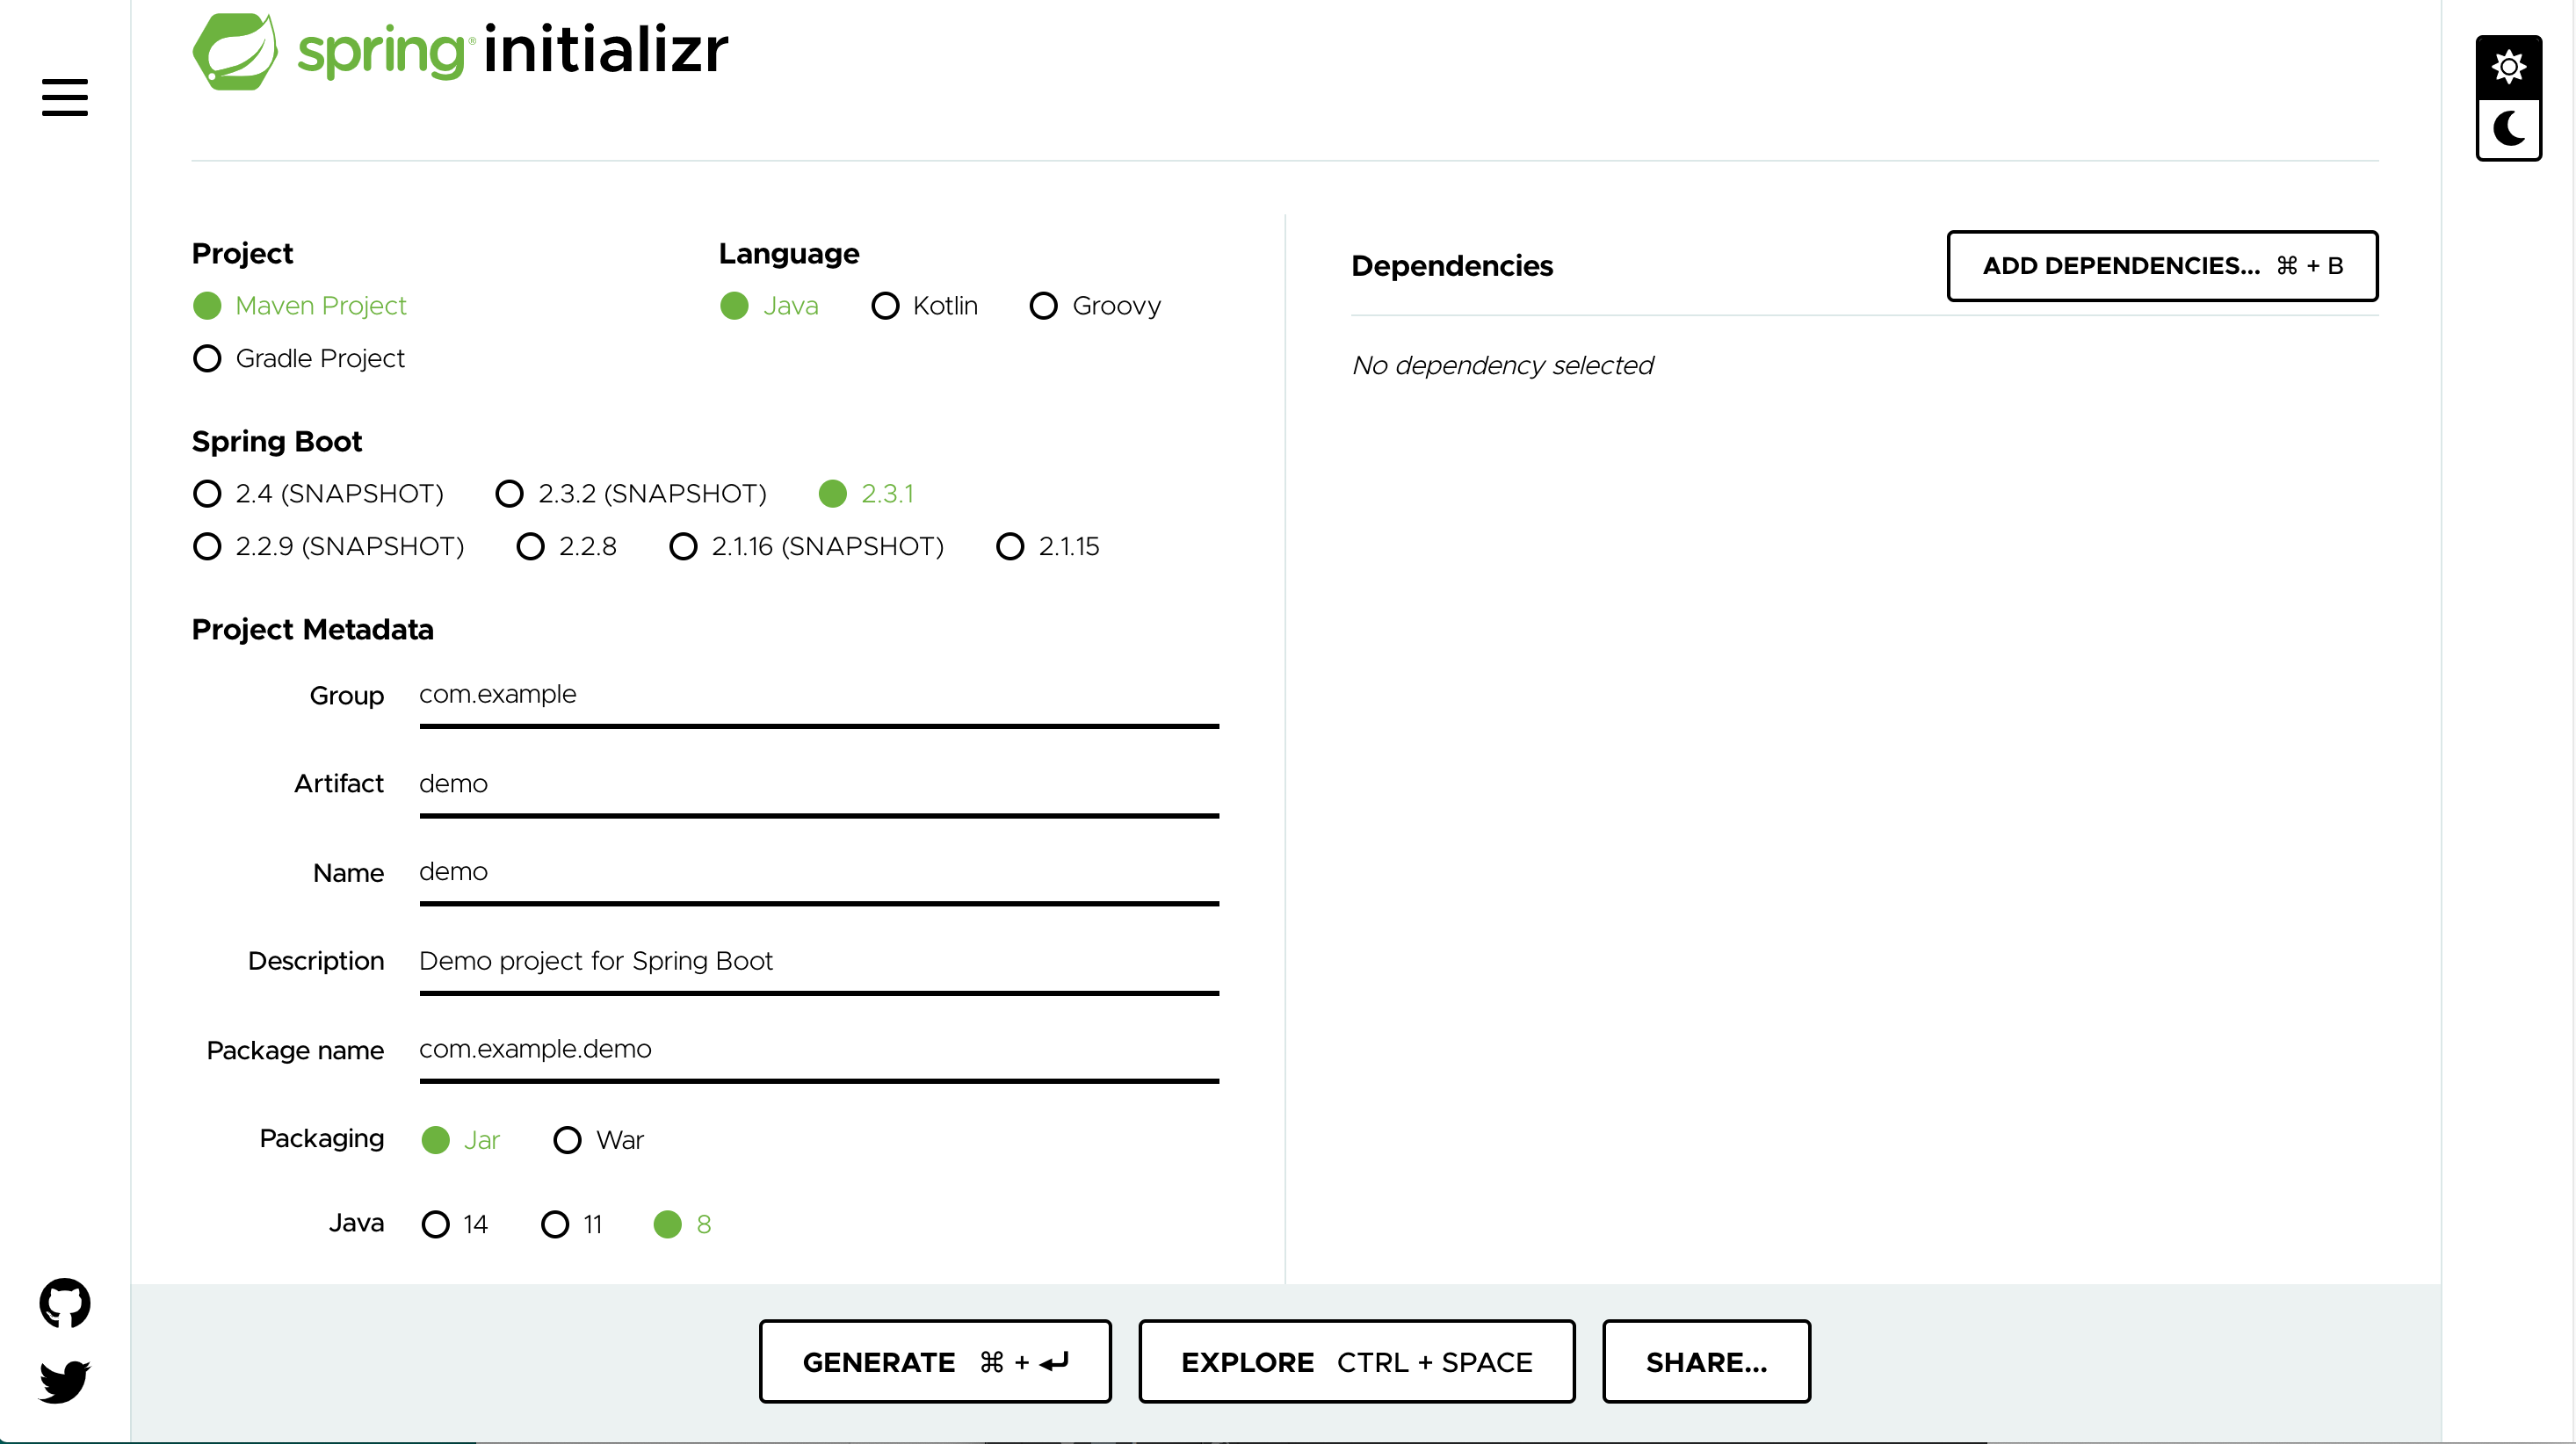 spring® initializr
Project
Maven Project
Gradle Project
Language
Java Kotlin Groovy
Spring Boot
2.4 (SNAPSHOT) 2.3.2 (SNAPSHOT) 2.3.1
2.2.9 (SNAPSHOT) 2.2.8 2.1.16 (SNAPSHOT) 2.1.15
Project Metadata
Group com.example
Artifact demo
Name demo
Description Demo project for Spring Boot
Package name com.example.demo
Packaging Jar War
Java 14 11 8
Dependencies
ADD DEPENDENCIES... ⌘ + B
No dependency selected
GENERATE ⌘ + ⏎
EXPLORE CTRL + SPACE
SHARE...